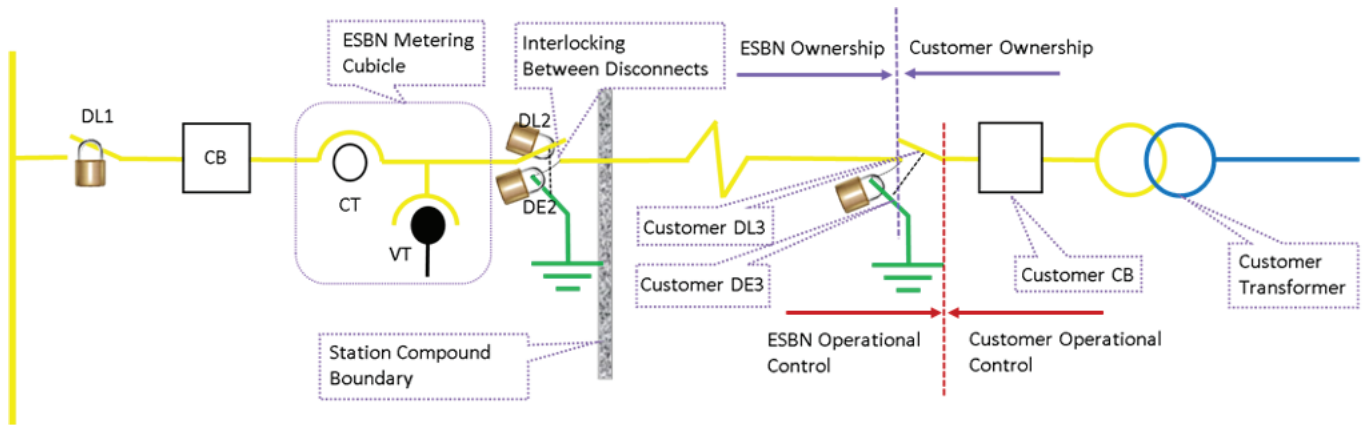 ESBN Metering
Cubicle
Interlocking
Between Disconnects
ESBN Ownership
Customer Ownership
DL1
CB
CT
VT
DL2
DE2
Customer DL3
Customer DE3
Customer CB
Customer
Transformer
Station Compound
Boundary
ESBN Operational
Control
Customer Operational
Control